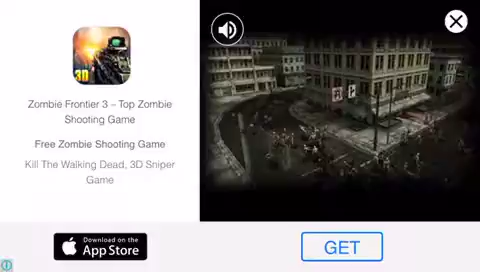 3D
Zombie Frontier 3 – Top Zombie
Shooting Game
Free Zombie Shooting Game
Kill The Walking Dead, 3D Sniper
Game
Download on the
App Store
GET